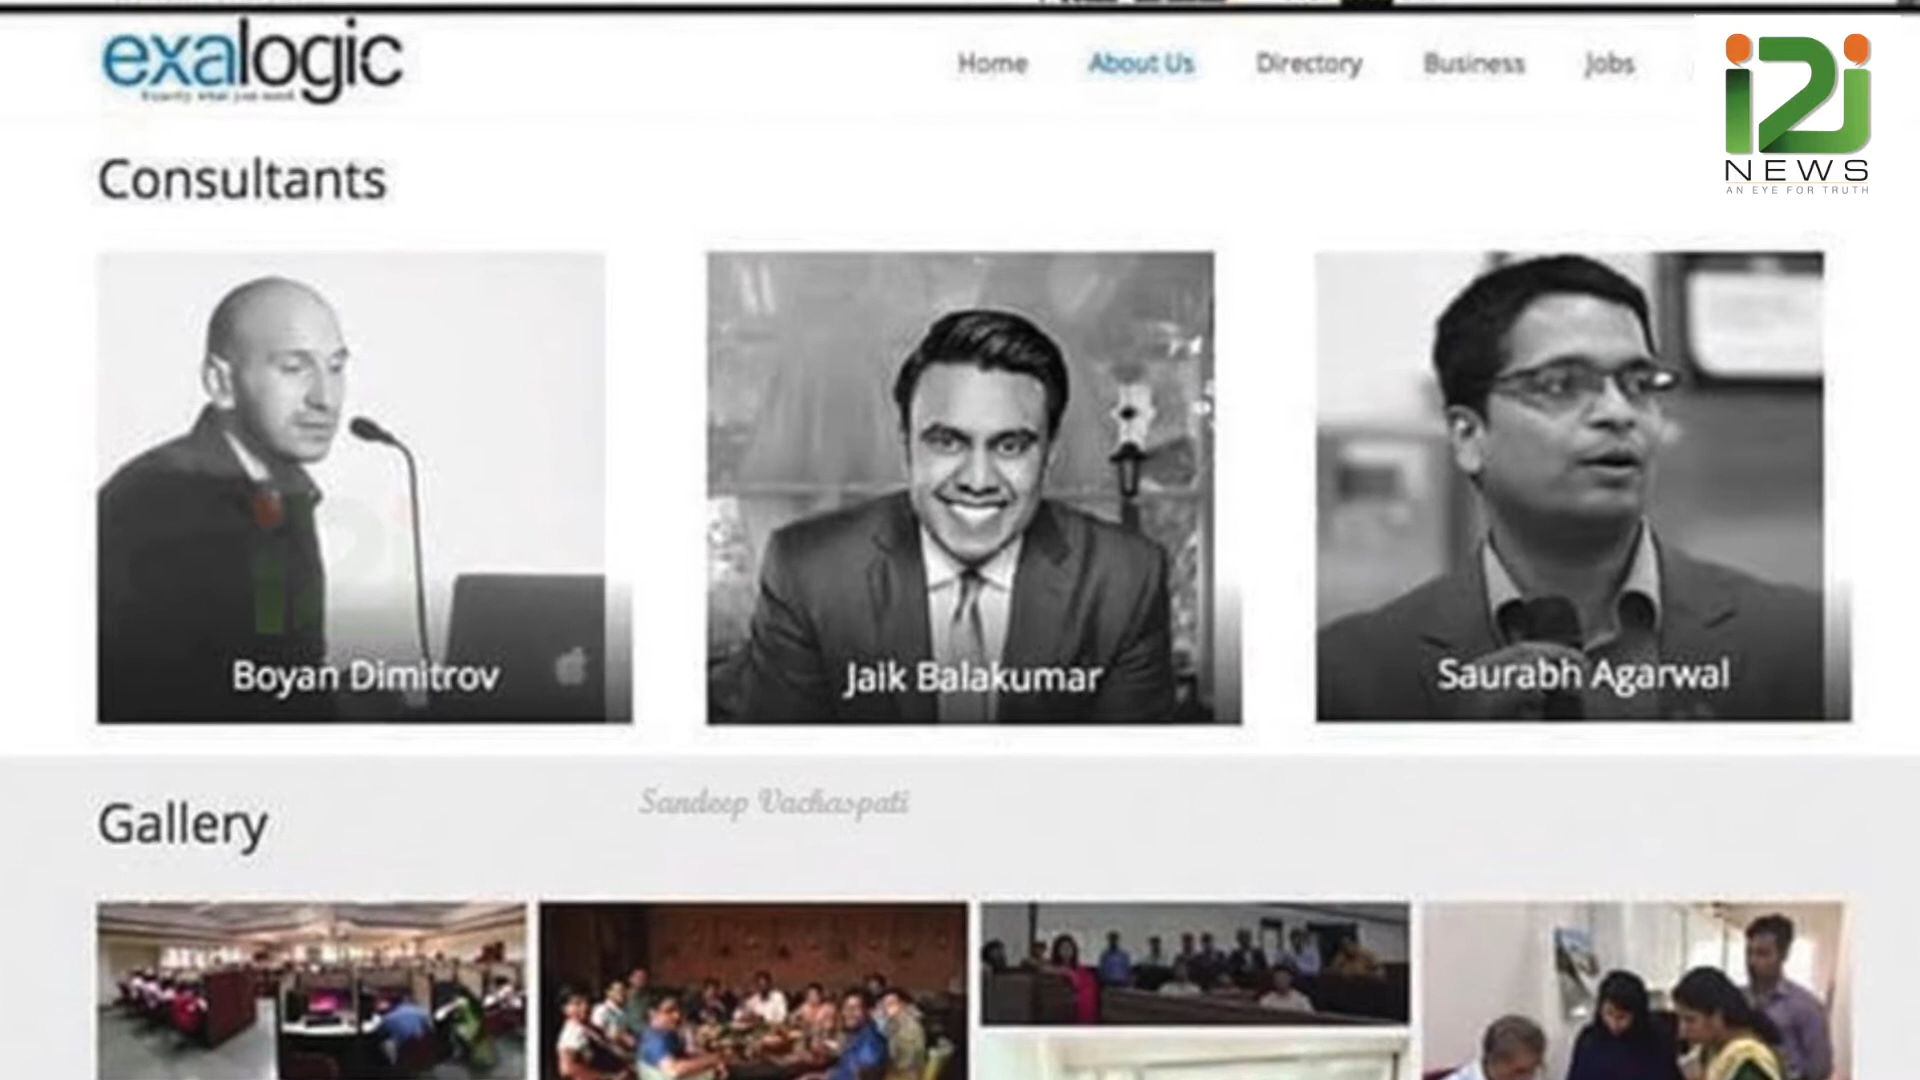 exalogic
Home About Us Directory Business Jobs
i2i
NEWS
AN EYE FOR TRUTH
Consultants
Boyan Dimitrov
Jaik Balakumar
Saurabh Agarwal
Gallery
Sandeep Vachaspati